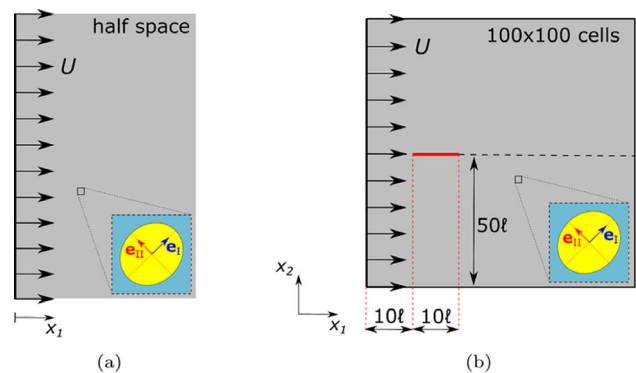 half space
U
e_II
e_I
x_1
(a)
100x100 cells
U
50ℓ
e_II
e_I
x_2
x_1
10ℓ
10ℓ
(b)